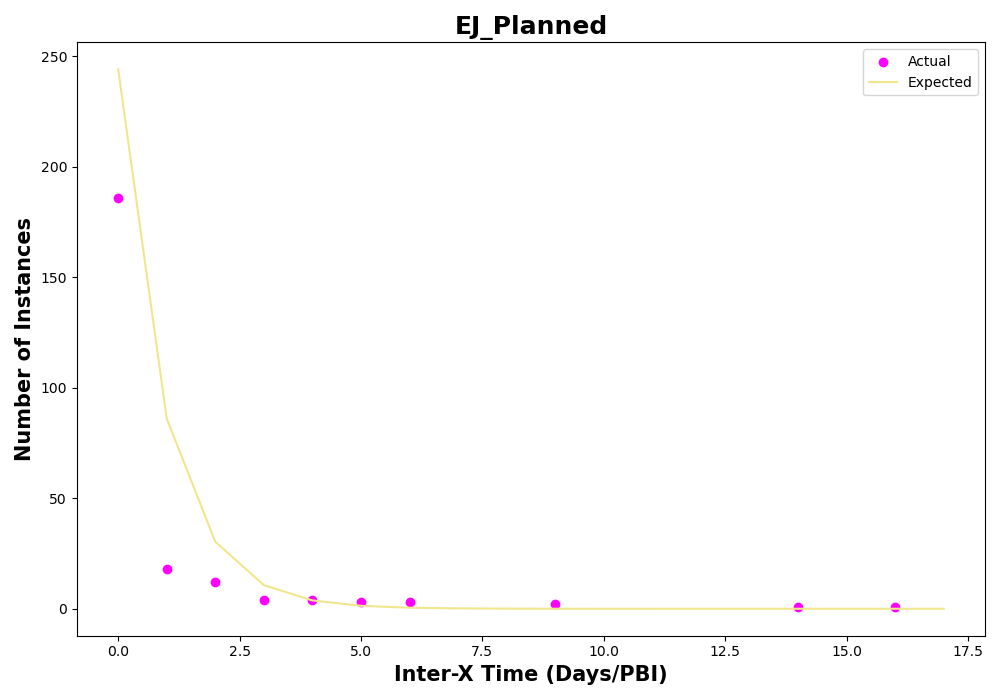 EJ_Planned
Actual
Expected
250
200
150
100
50
0
Number of Instances
0.0 2.5 5.0 7.5 10.0 12.5 15.0 17.5
Inter-X Time (Days/PBI)